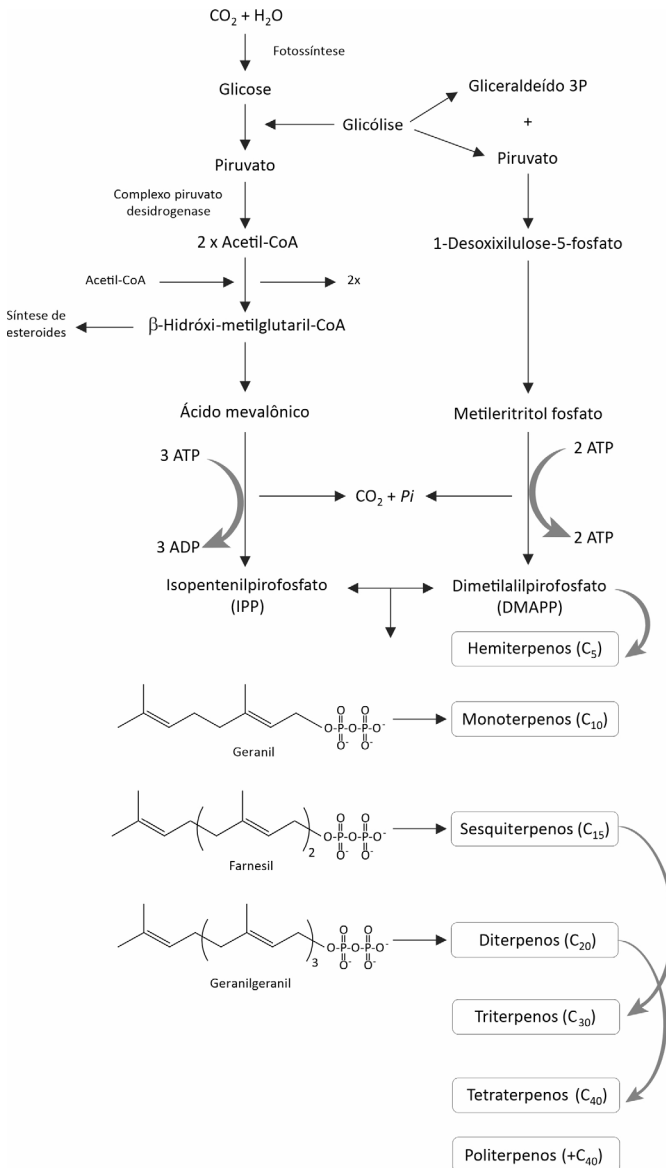 CO₂ + H₂O
Fotossíntese
Glicose
Glicólise
Gliceraldeído 3P
+
Piruvato
Piruvato
Complexo piruvato
desidrogenase
2 x Acetil-CoA
1-Desoxixilulose-5-fosfato
Acetil-CoA
2x
Síntese de
esteroides
β-Hidróxi-metilglutaril-CoA
Ácido mevalônico
Metileritritol fosfato
3 ATP
2 ATP
CO₂ + Pi
3 ADP
2 ATP
Isopentenilpirofosfato
(IPP)
Dimetilalilpirofosfato
(DMAPP)
Hemiterpenos (C₅)
O O
O-P-O-P-O⁻
O⁻ O⁻
Geranil
Monoterpenos (C₁₀)
2
O O
O-P-O-P-O⁻
O⁻ O⁻
Farnesil
Sesquiterpenos (C₁₅)
3
O O
O-P-O-P-O⁻
O⁻ O⁻
Geranilgeranil
Diterpenos (C₂₀)
Triterpenos (C₃₀)
Tetraterpenos (C₄₀)
Politerpenos (+C₄₀)